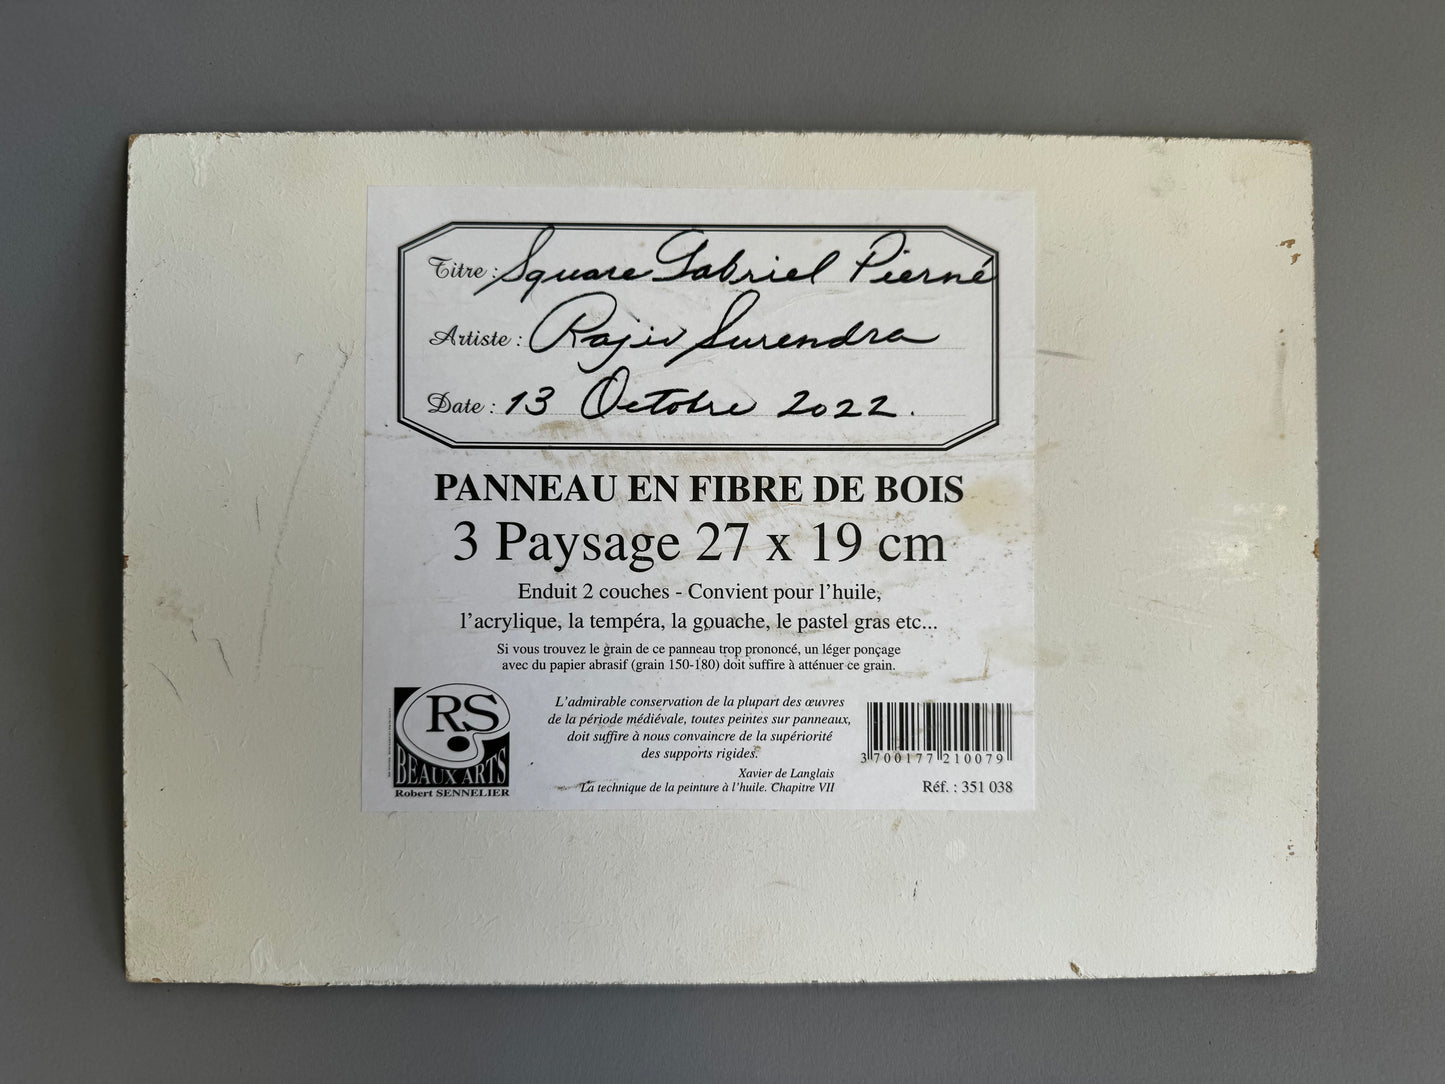 Titre : Square Gabriel Pierné
Artiste : Rajiv Surendra
Date : 13 Octobre 2022.
PANNEAU EN FIBRE DE BOIS
3 Paysage 27 x 19 cm
Enduit 2 couches - Convient pour l’huile,
l’acrylique, la tempéra, la gouache, le pastel gras etc...
Si vous trouvez le grain de ce panneau trop prononcé, un léger ponçage
avec du papier abrasif (grain 150-180) doit suffire à atténuer ce grain.
RS
BEAUX ARTS
Robert SENNELIER
L’admirable conservation de la plupart des œuvres
de la période médiévale, toutes peintes sur panneaux,
doit suffire à nous convaincre de la supériorité
des supports rigides.
Xavier de Langlais
La technique de la peinture à l’huile. Chapitre VII
3 700177 210079
Réf. : 351 038